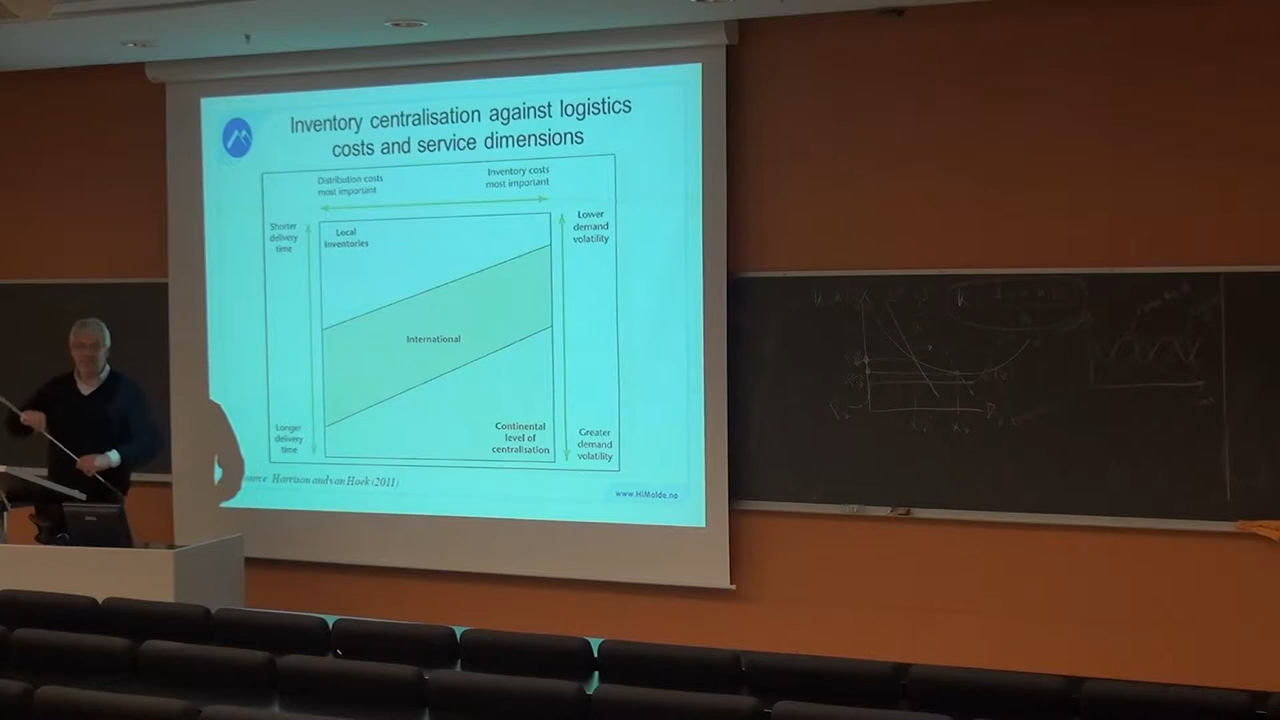 Inventory centralisation against logistics
costs and service dimensions
Distribution costs
most important
Inventory costs
most important
Shorter
delivery
time
Local
Inventories
Lower
demand
volatility
International
Longer
delivery
time
Continental
level of
centralisation
Greater
demand
volatility
Harrison and van Hoek (2011)
www.HiMolde.no